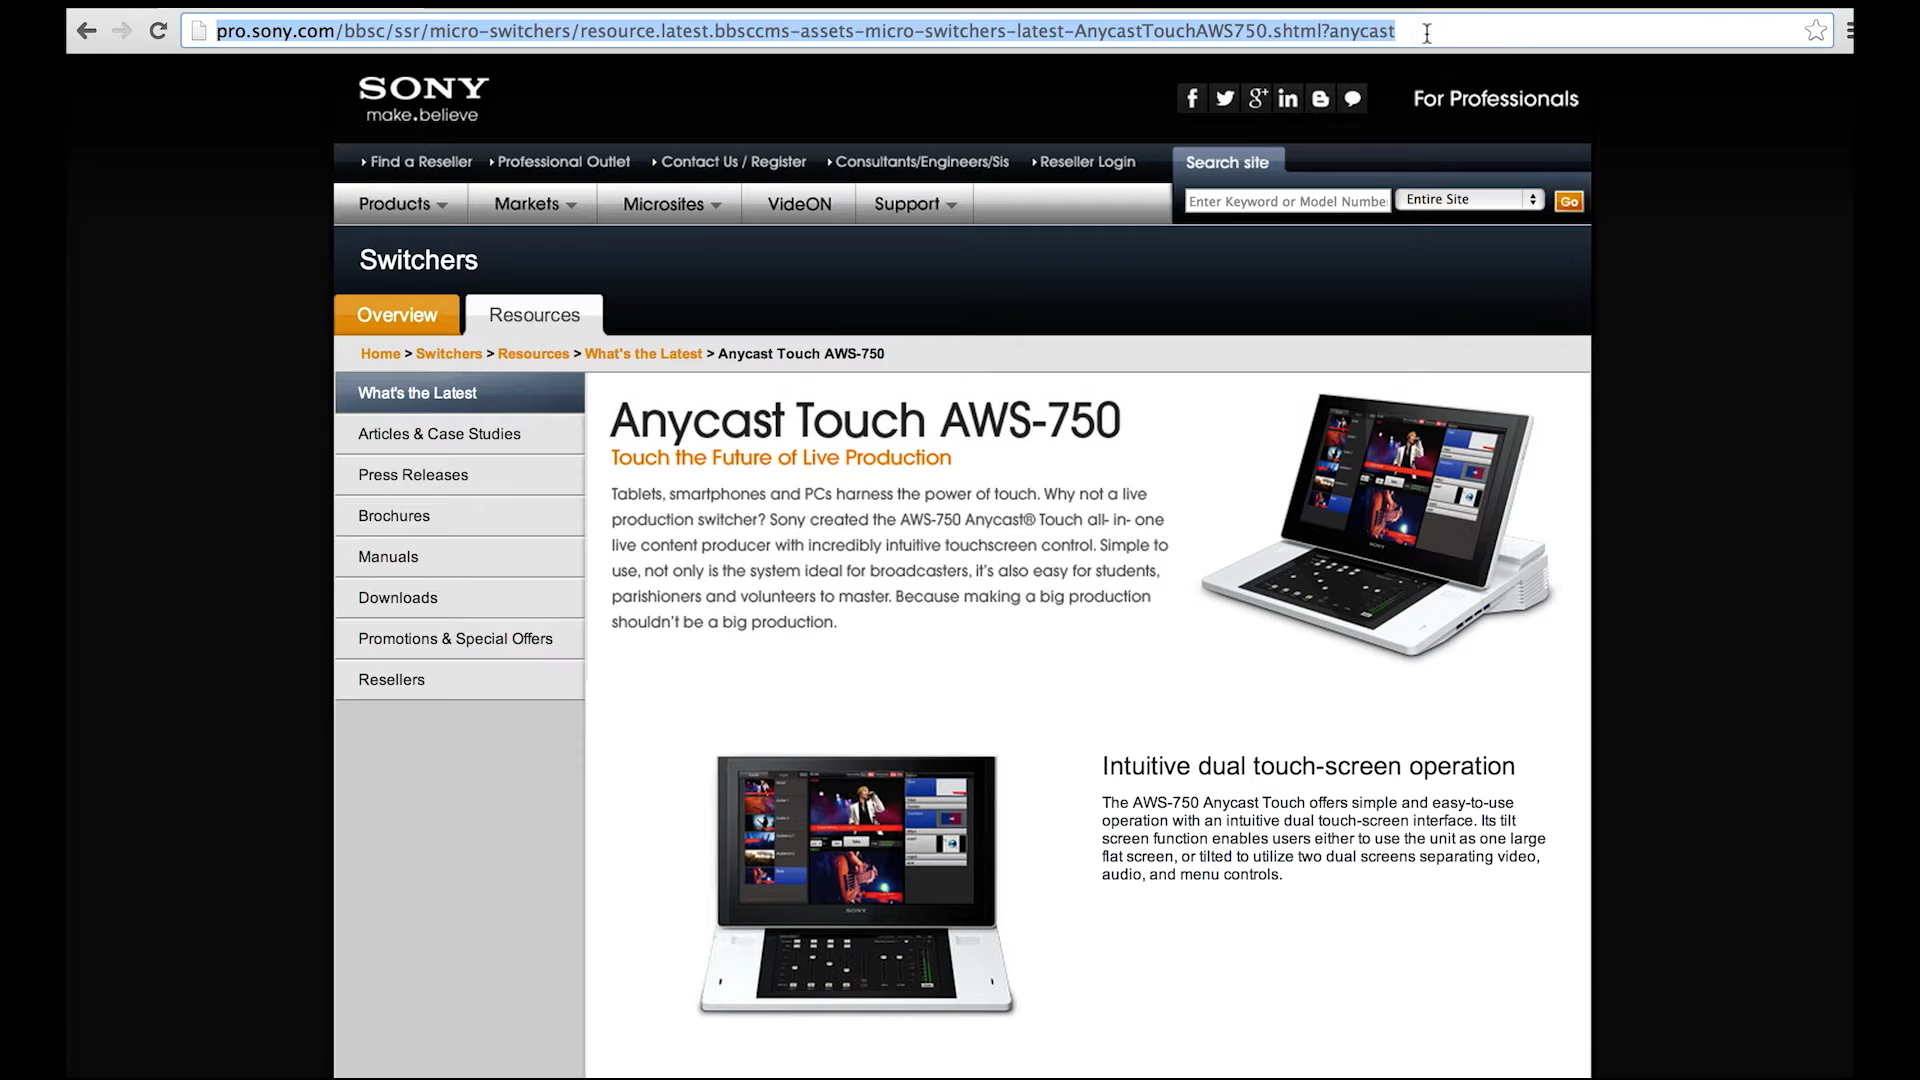 pro.sony.com/bbsc/ssr/micro-switchers/resource.latest.bbsccms-assets-micro-switchers-latest-AnycastTouchAWS750.shtml?anycast
SONY
make.believe
For Professionals
Find a Reseller
Professional Outlet
Contact Us / Register
Consultants/Engineers/Sis
Reseller Login
Search site
Products
Markets
Microsites
VideON
Support
Enter Keyword or Model Numbe
Entire Site
Go
Switchers
Overview
Resources
Home > Switchers > Resources > What's the Latest > Anycast Touch AWS-750
What's the Latest
Articles & Case Studies
Press Releases
Brochures
Manuals
Downloads
Promotions & Special Offers
Resellers
Anycast Touch AWS-750
Touch the Future of Live Production
Tablets, smartphones and PCs harness the power of touch. Why not a live
production switcher? Sony created the AWS-750 Anycast® Touch all- in- one
live content producer with incredibly intuitive touchscreen control. Simple to
use, not only is the system ideal for broadcasters, it's also easy for students,
parishioners and volunteers to master. Because making a big production
shouldn't be a big production.
SONY
SONY
Intuitive dual touch-screen operation
The AWS-750 Anycast Touch offers simple and easy-to-use
operation with an intuitive dual touch-screen interface. Its tilt
screen function enables users either to use the unit as one large
flat screen, or tilted to utilize two dual screens separating video,
audio, and menu controls.